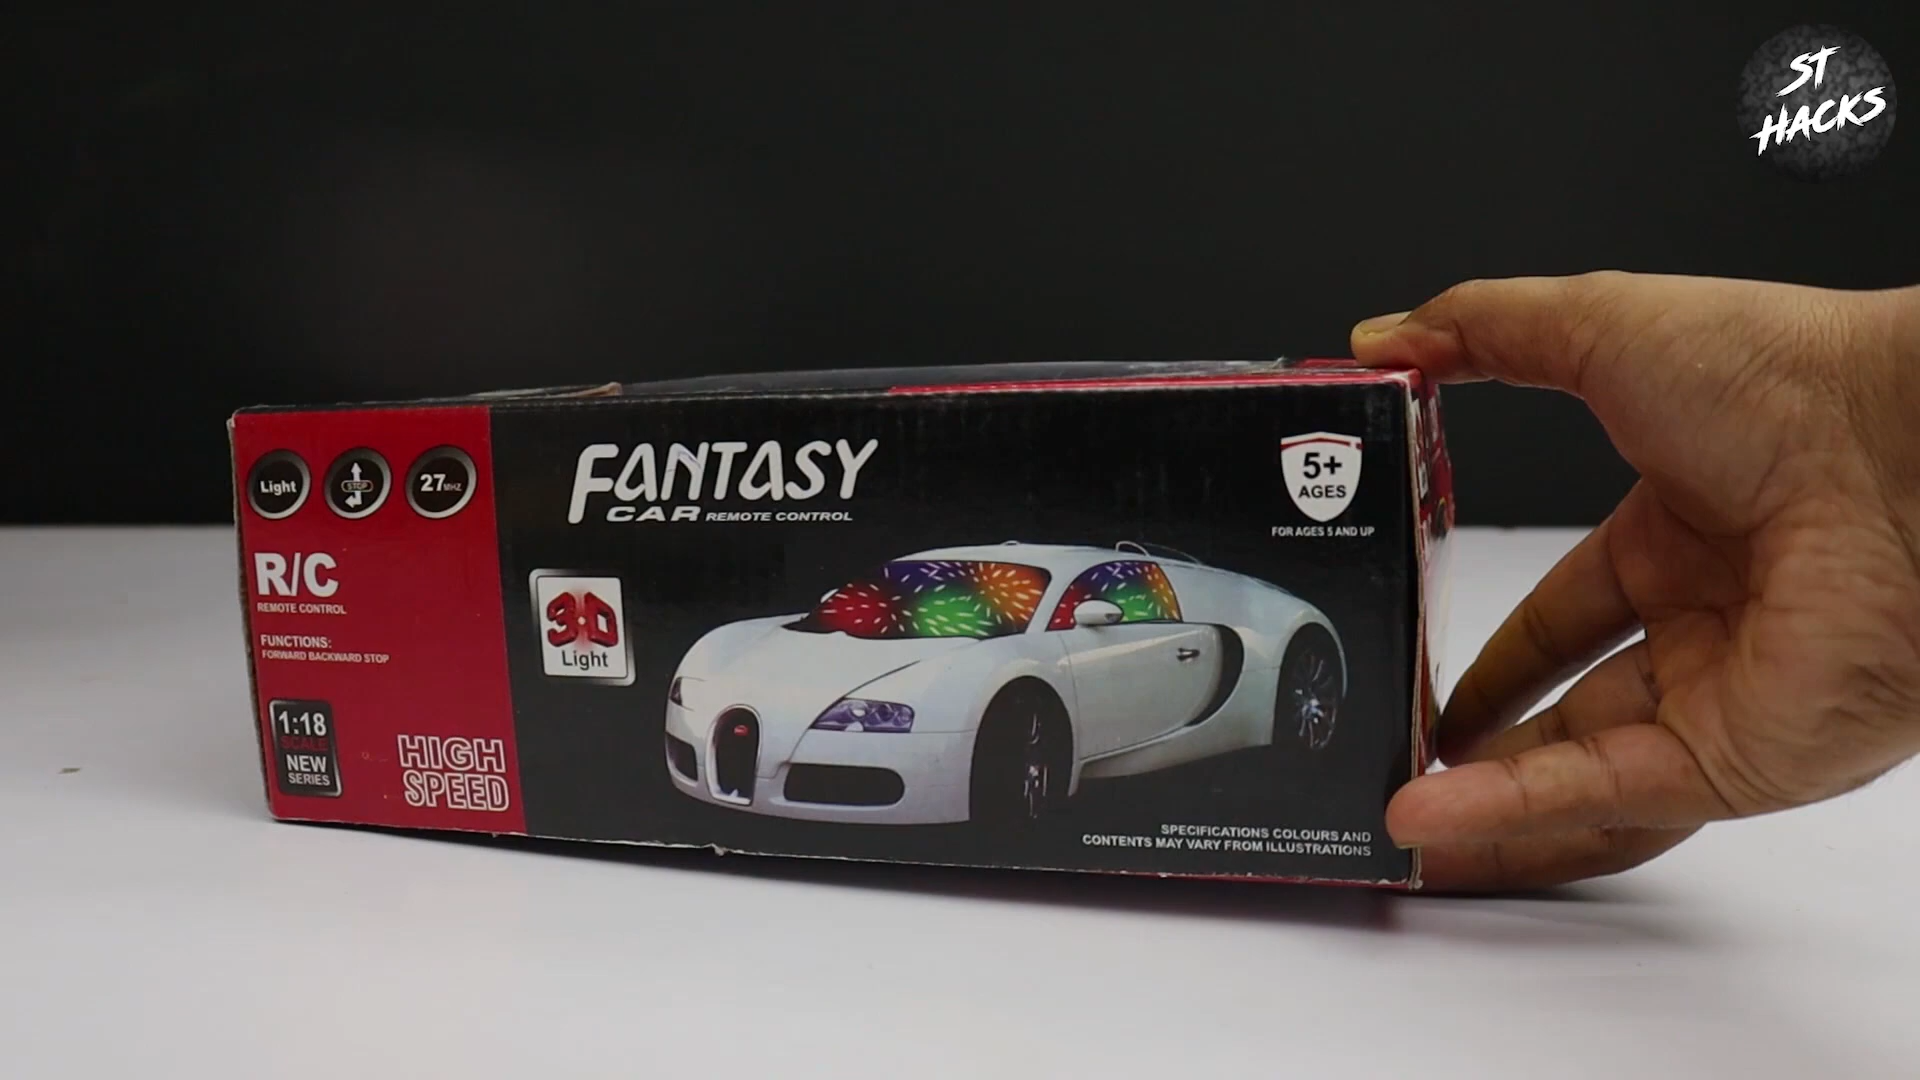 ST
HACKS
Light
STOP
27MHZ
R/C
REMOTE CONTROL
FUNCTIONS:
FORWARD BACKWARD STOP
1:18
SCALE
NEW
SERIES
HIGH
SPEED
FANTASY
CAR REMOTE CONTROL
3·D
Light
5+
AGES
FOR AGES 5 AND UP
SPECIFICATIONS COLOURS AND
CONTENTS MAY VARY FROM ILLUSTRATIONS